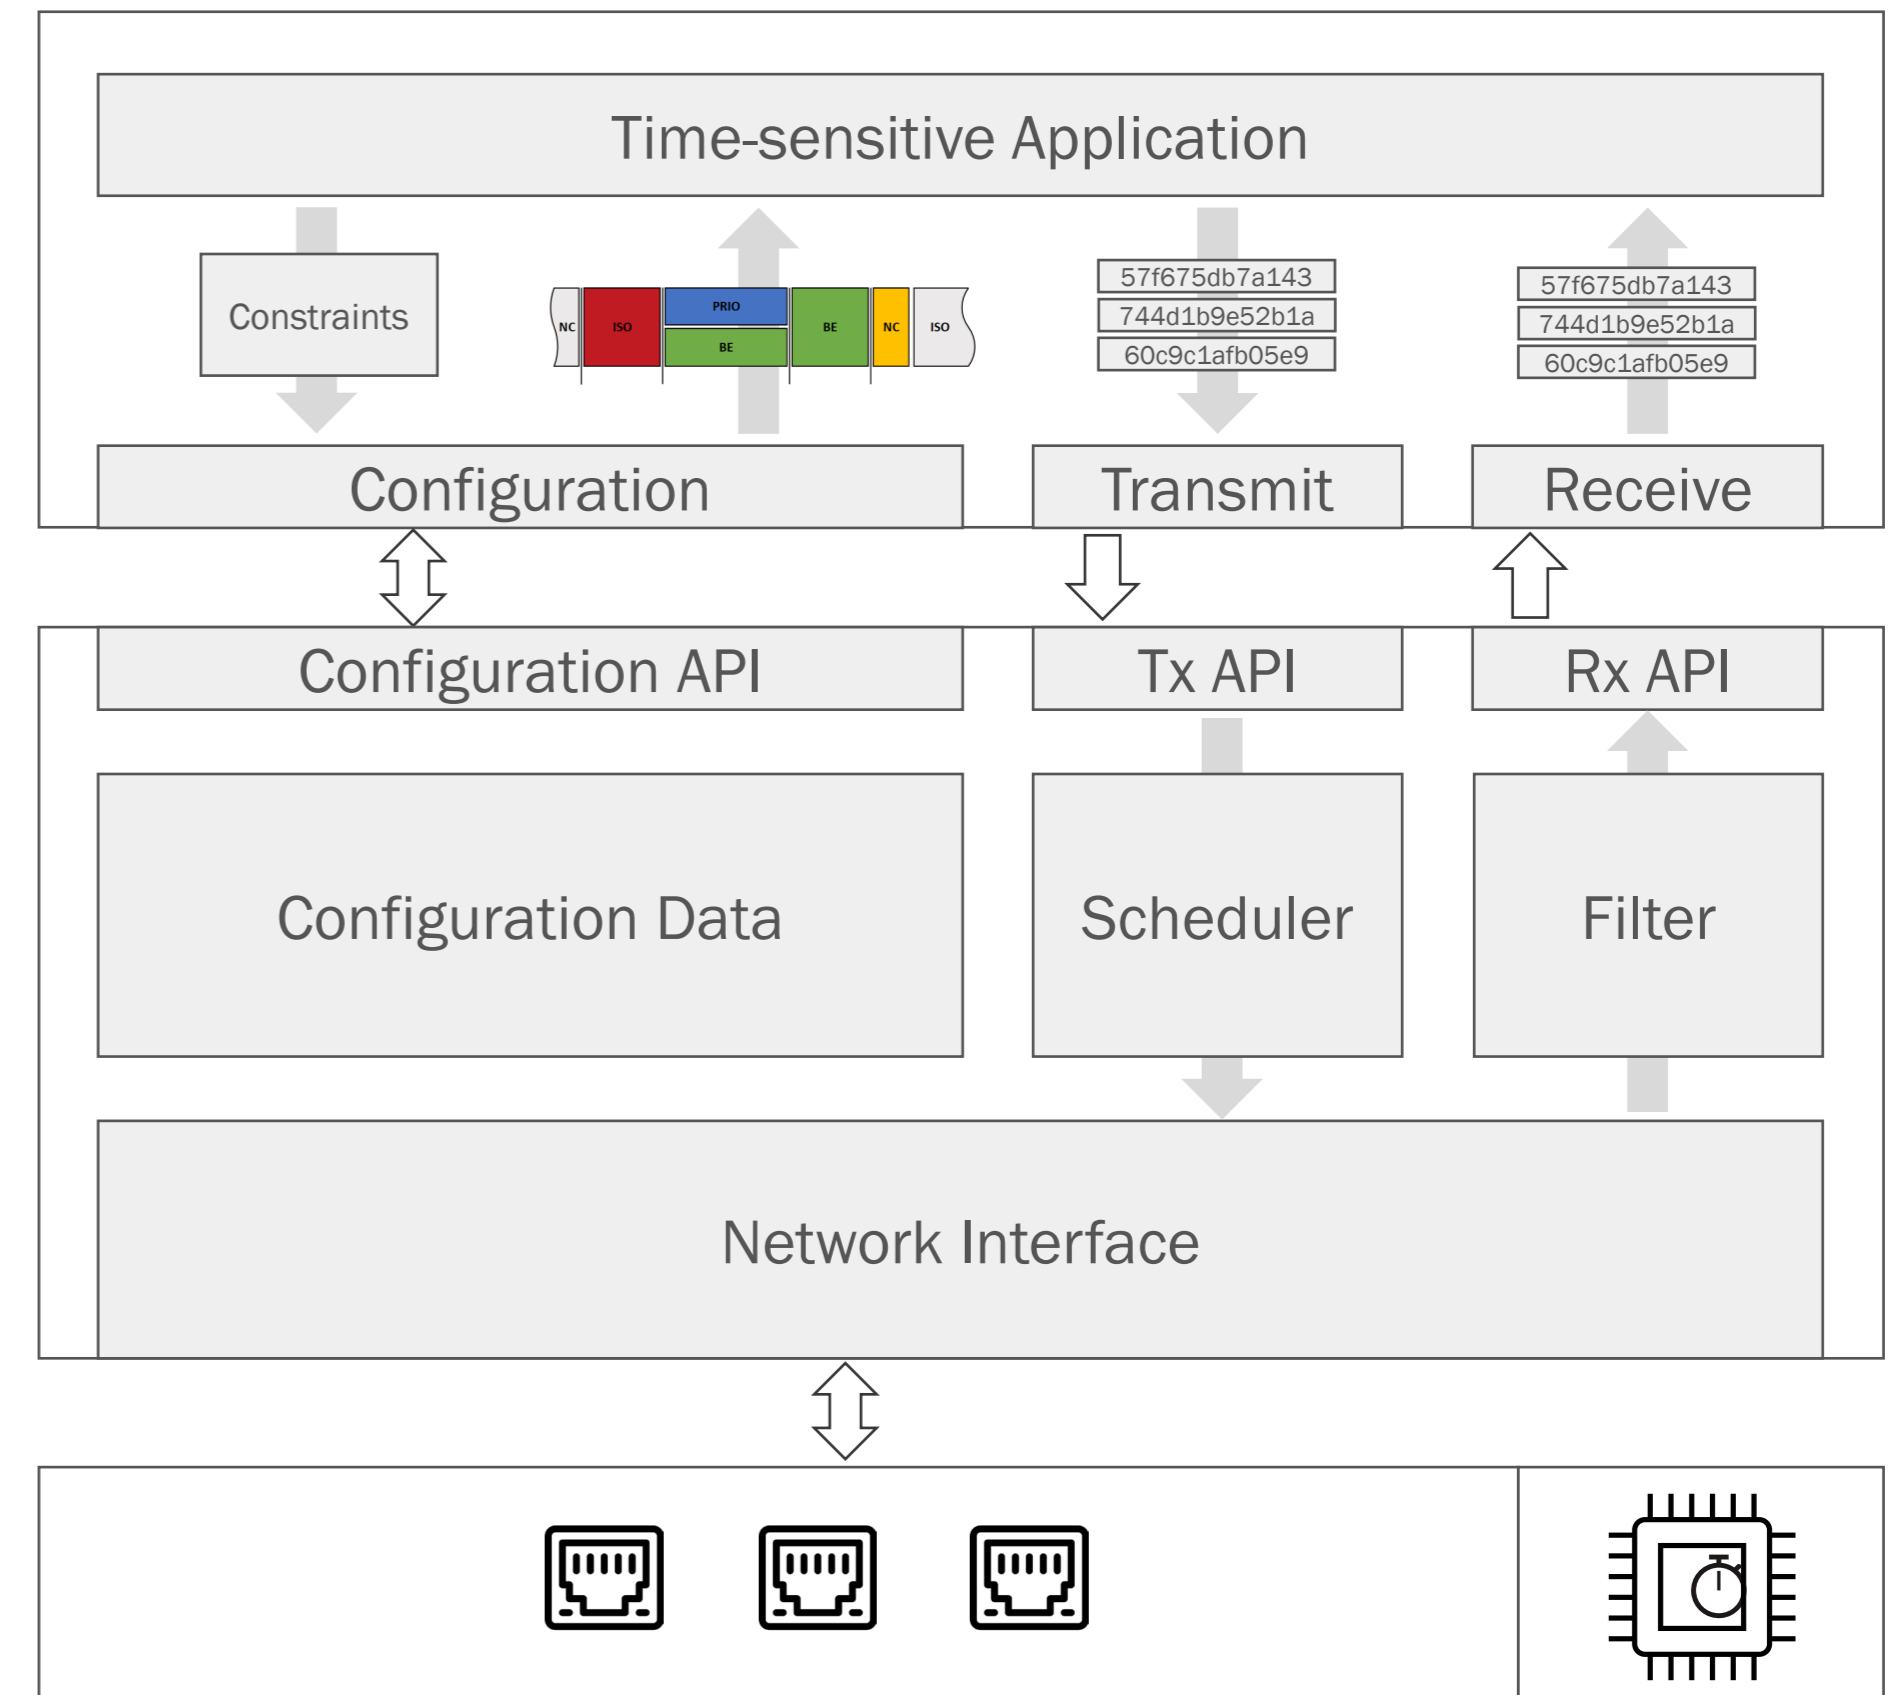 Time-sensitive Application
Constraints
NC
ISO
PRIO
BE
BE
NC
ISO
57f675db7a143
744d1b9e52b1a
60c9c1afb05e9
57f675db7a143
744d1b9e52b1a
60c9c1afb05e9
Configuration
Transmit
Receive
Configuration API
Tx API
Rx API
Configuration Data
Scheduler
Filter
Network Interface